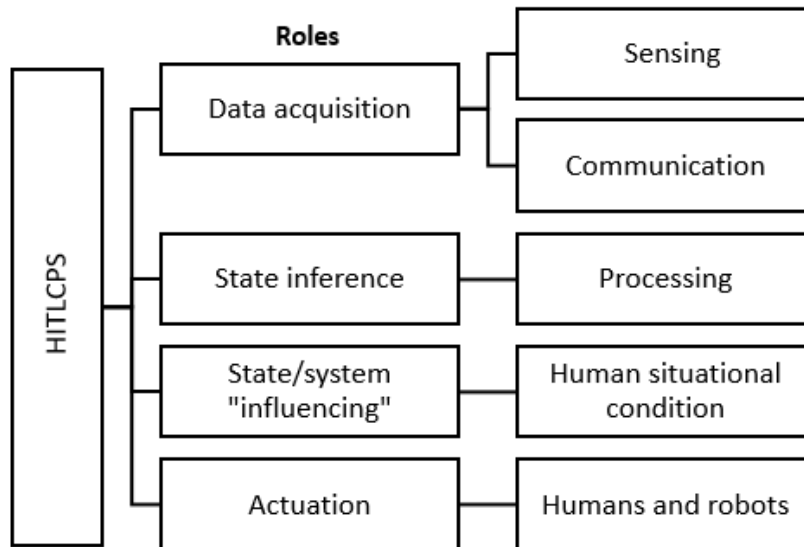 Roles
HITLCPS
Data acquisition
Sensing
Communication
State inference
Processing
State/system
"influencing"
Human situational
condition
Actuation
Humans and robots